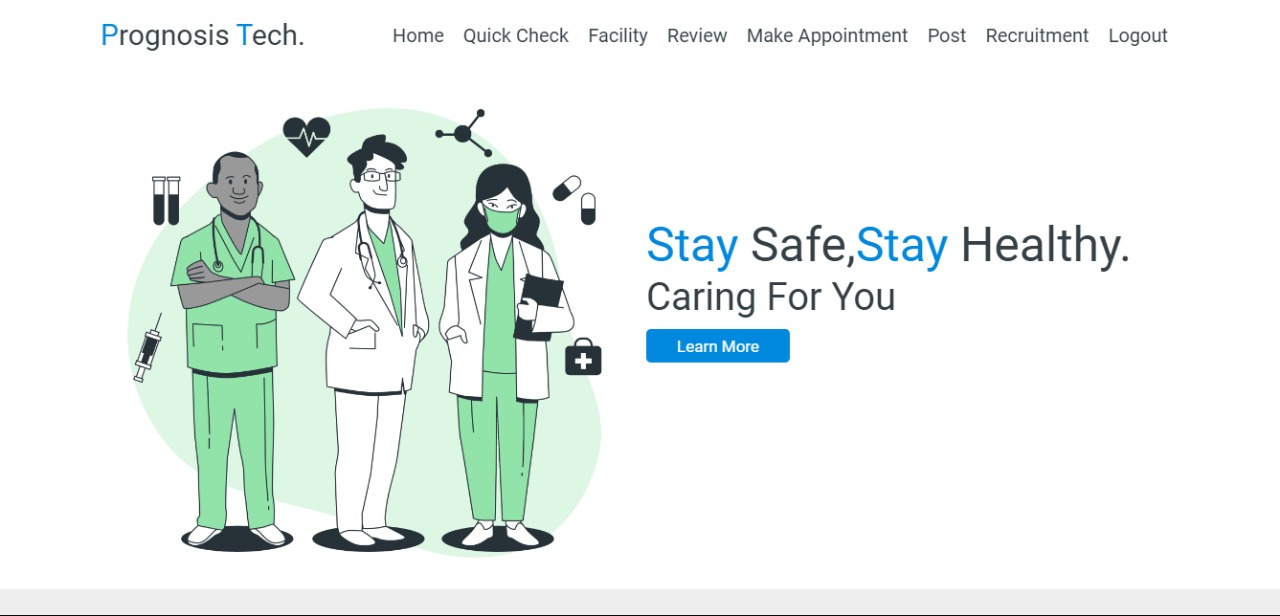 Prognosis Tech.
Home Quick Check Facility Review Make Appointment Post Recruitment Logout
Stay Safe,Stay Healthy.
Caring For You
Learn More